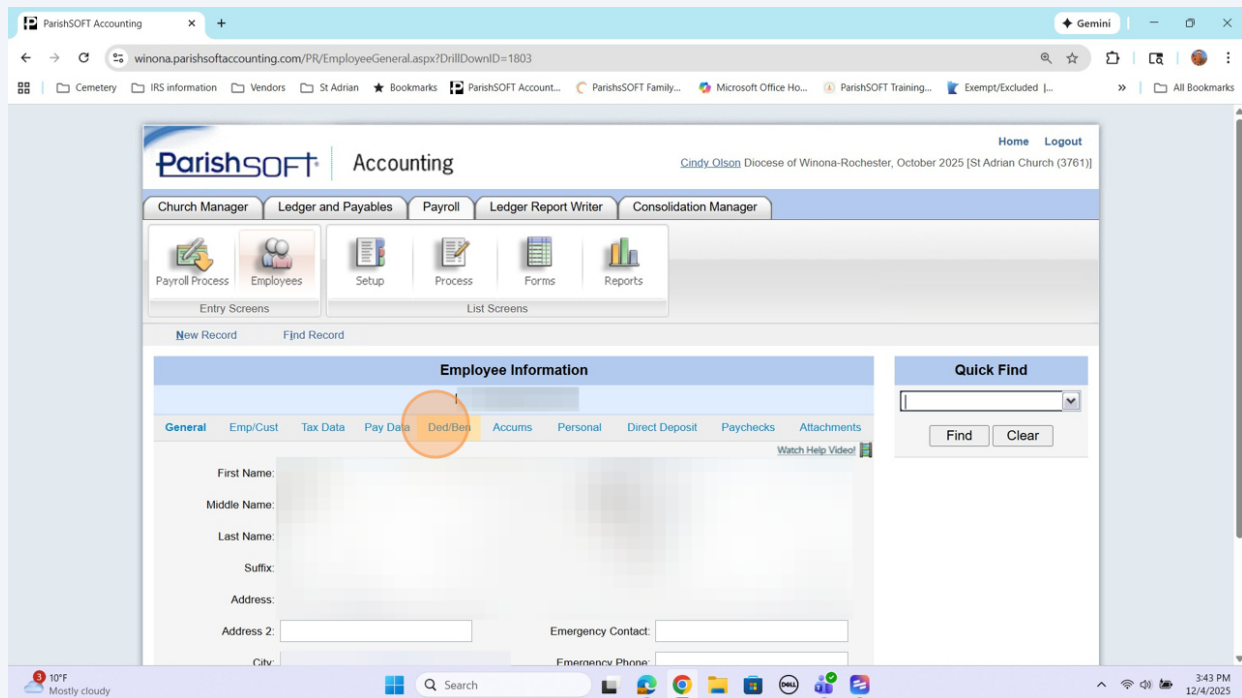 ParishSOFT Accounting
Gemini
winona.parishsoftaccounting.com/PR/EmployeeGeneral.aspx?DrillDownID=1803
Cemetery IRS information Vendors St Adrian Bookmarks ParishSOFT Account... ParishsSOFT Family... Microsoft Office Ho... ParishSOFT Training... Exempt/Excluded |... » All Bookmarks
Home Logout
ParishSOFT Accounting
Cindy Olson Diocese of Winona-Rochester, October 2025 [St Adrian Church (3761)]
Church Manager Ledger and Payables Payroll Ledger Report Writer Consolidation Manager
Payroll Process Employees Setup Process Forms Reports
Entry Screens List Screens
New Record Find Record
Employee Information Quick Find
General Emp/Cust Tax Data Pay Data Ded/Ben Accums Personal Direct Deposit Paychecks Attachments
Find Clear
Watch Help Video!
First Name:
Middle Name:
Last Name:
Suffix:
Address:
Address 2: Emergency Contact:
City: Emergency Phone:
3 10°F
Mostly cloudy
Search
DELL
3:43 PM
12/4/2025